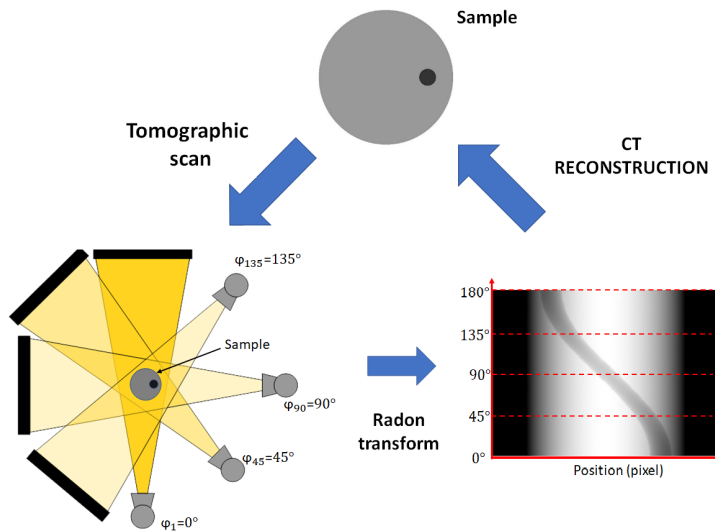 Sample
Tomographic
scan
CT
RECONSTRUCTION
φ135=135°
Sample
φ90=90°
φ45=45°
φ1=0°
Radon
transform
180°
135°
90°
45°
0°
Position (pixel)